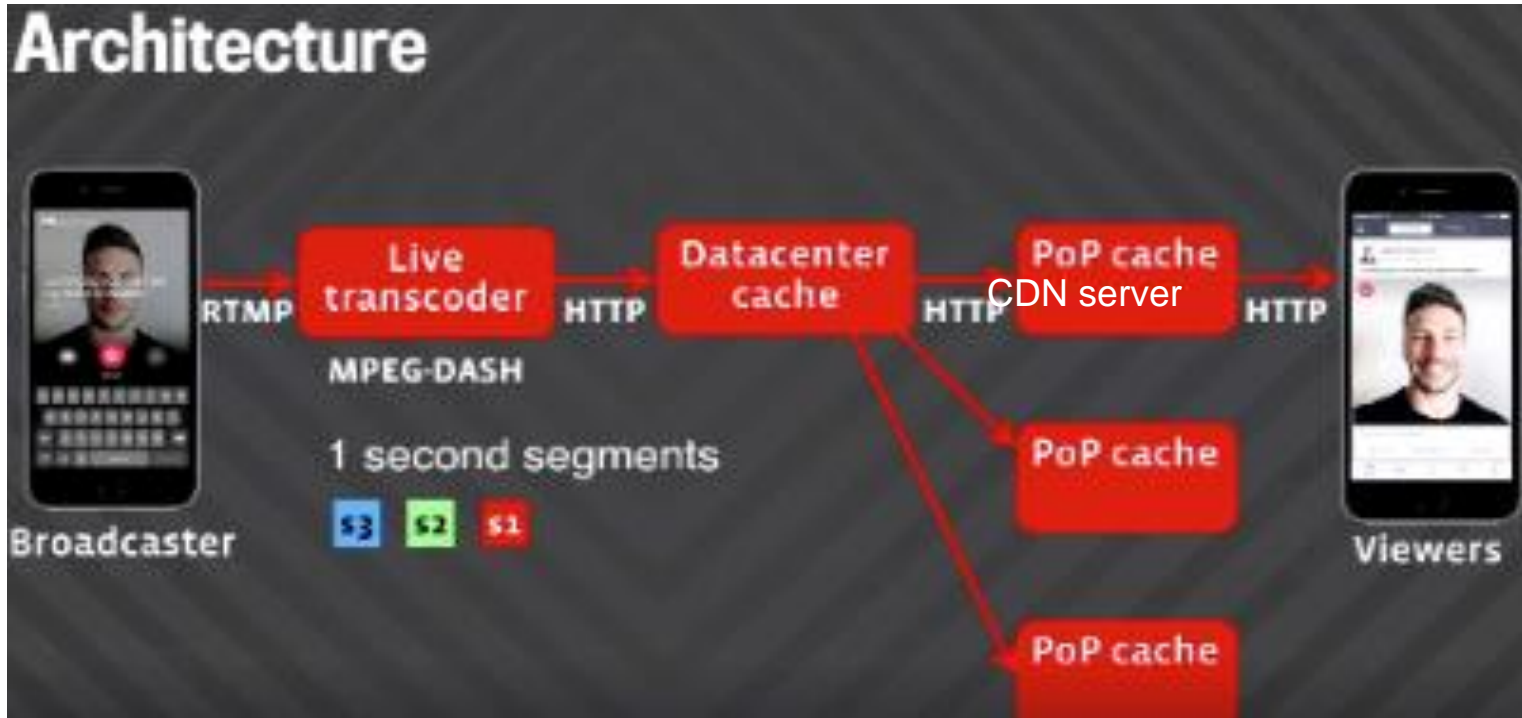 Architecture
Live
transcoder
Datacenter
cache
PoP cache
CDN server
RTMP
HTTP
HTTP
HTTP
MPEG-DASH
1 second segments
s3 s2 s1
PoP cache
Broadcaster
Viewers
PoP cache